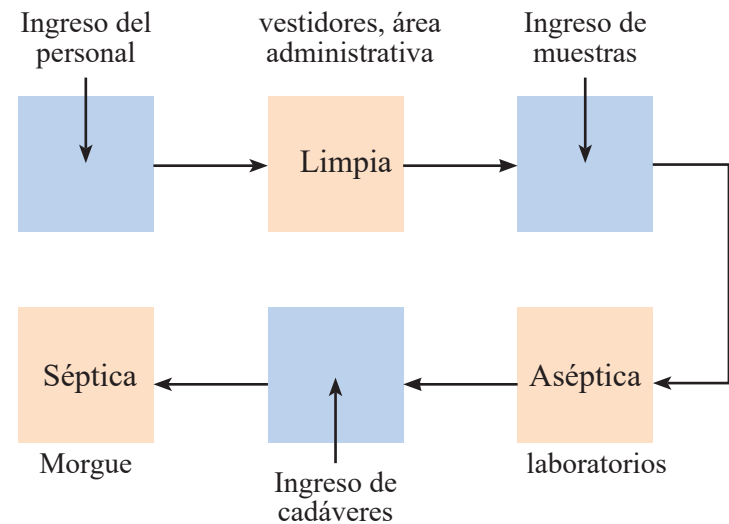 Ingreso del
personal
vestidores, área
administrativa
Ingreso de
muestras
Limpia
Séptica
Aséptica
Morgue
Ingreso de
cadáveres
laboratorios